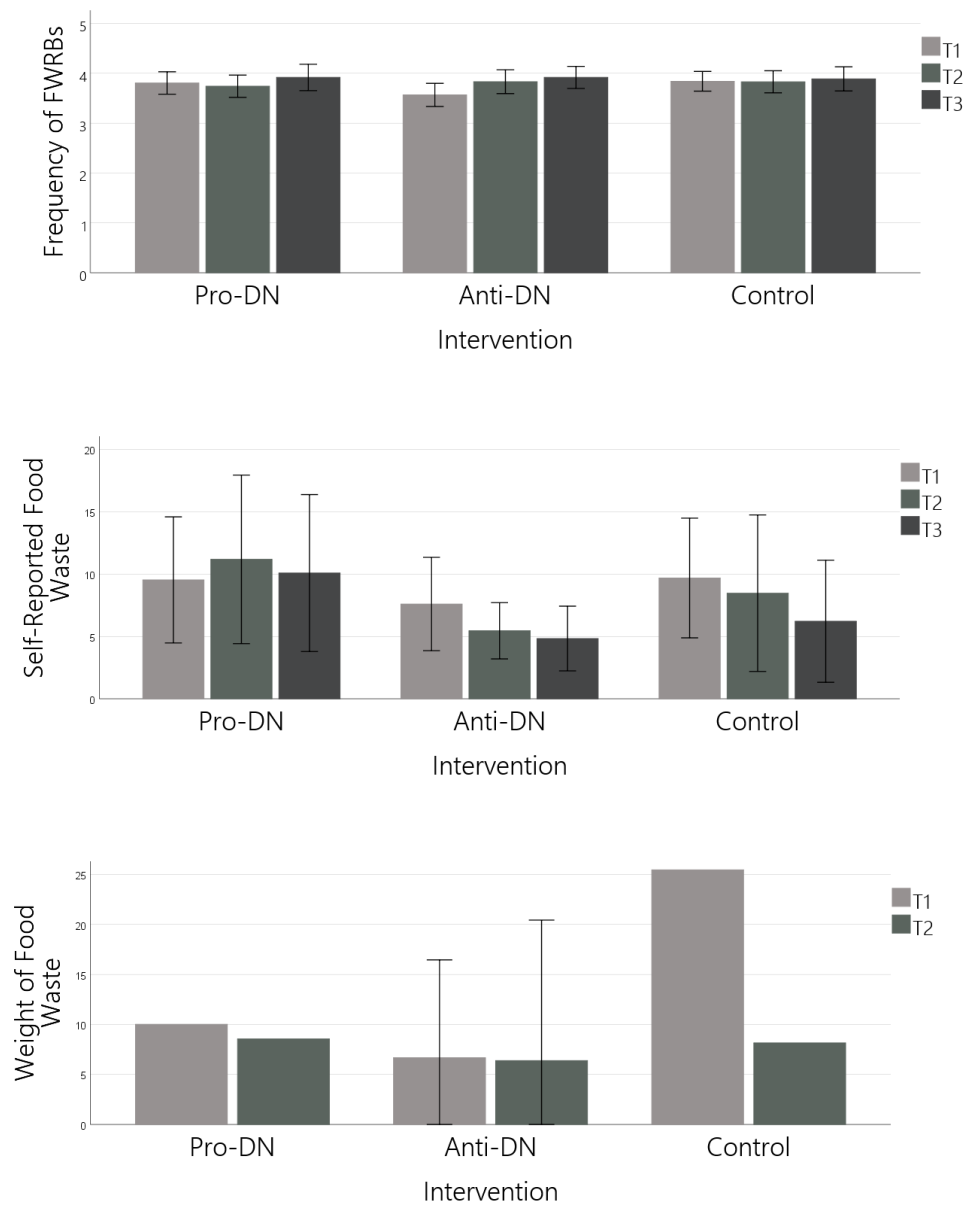 Frequency of FWRBs
5
4
3
2
1
0
T1
T2
T3
Pro-DN Anti-DN Control
Intervention
Self-Reported Food
Waste
20
15
10
5
0
T1
T2
T3
Pro-DN Anti-DN Control
Intervention
Weight of Food
Waste
25
20
15
10
5
0
T1
T2
Pro-DN Anti-DN Control
Intervention